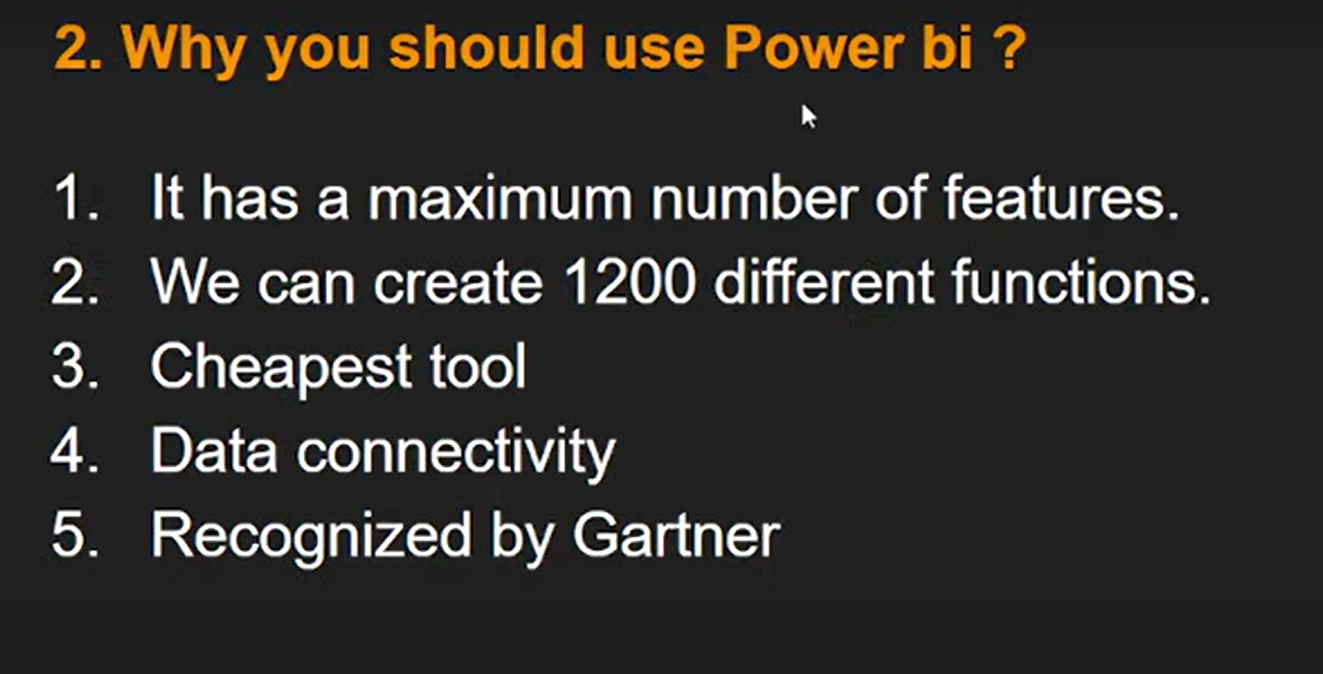 2. Why you should use Power bi ?
1. It has a maximum number of features.
2. We can create 1200 different functions.
3. Cheapest tool
4. Data connectivity
5. Recognized by Gartner